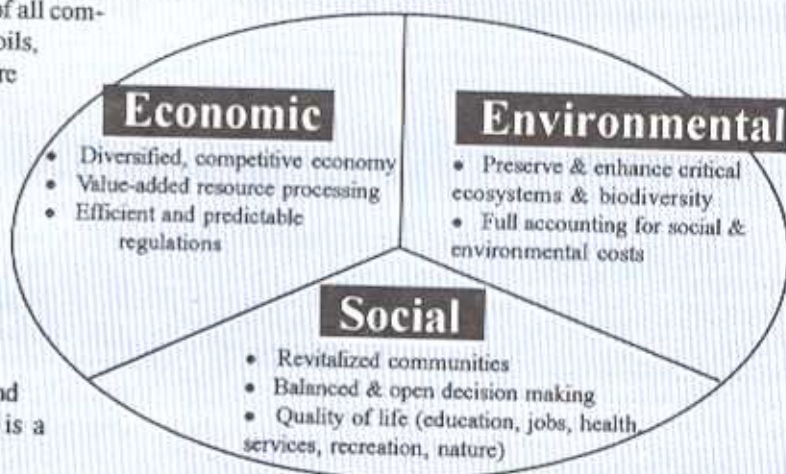 of all com-
oils,
re
nd
is a
Economic
• Diversified, competitive economy
• Value-added resource processing
• Efficient and predictable
regulations
Environmental
• Preserve & enhance critical
ecosystems & biodiversity
• Full accounting for social &
environmental costs
Social
• Revitalized communities
• Balanced & open decision making
• Quality of life (education, jobs, health
services, recreation, nature)